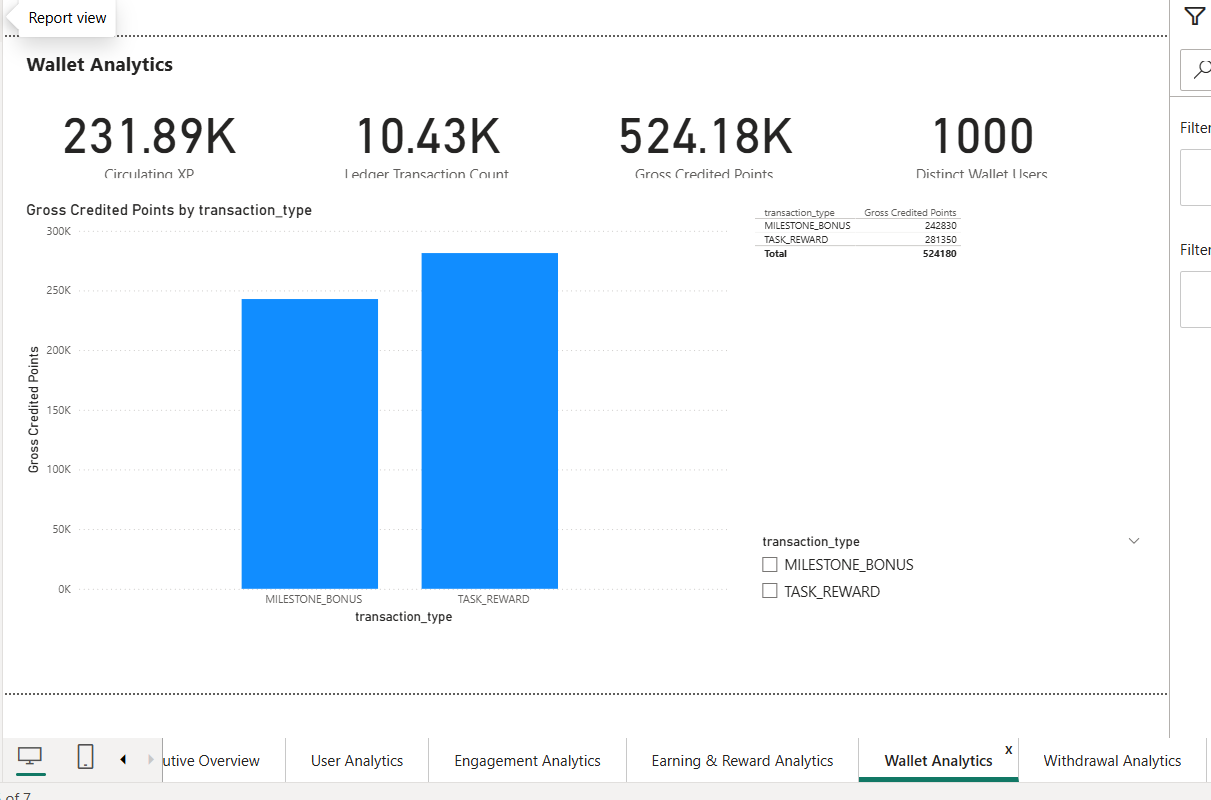 Report view
Wallet Analytics
231.89K
Circulating XP
10.43K
Ledger Transaction Count
524.18K
Gross Credited Points
1000
Distinct Wallet Users
Gross Credited Points by transaction_type
300K
250K
200K
150K
100K
50K
0K
Gross Credited Points
MILESTONE_BONUS
TASK_REWARD
transaction_type
transaction_type Gross Credited Points
MILESTONE_BONUS 242830
TASK_REWARD 281350
Total 524180
transaction_type
MILESTONE_BONUS
TASK_REWARD
Filter
Filter
utive Overview
User Analytics
Engagement Analytics
Earning & Reward Analytics
Wallet Analytics
x
Withdrawal Analytics
of 7